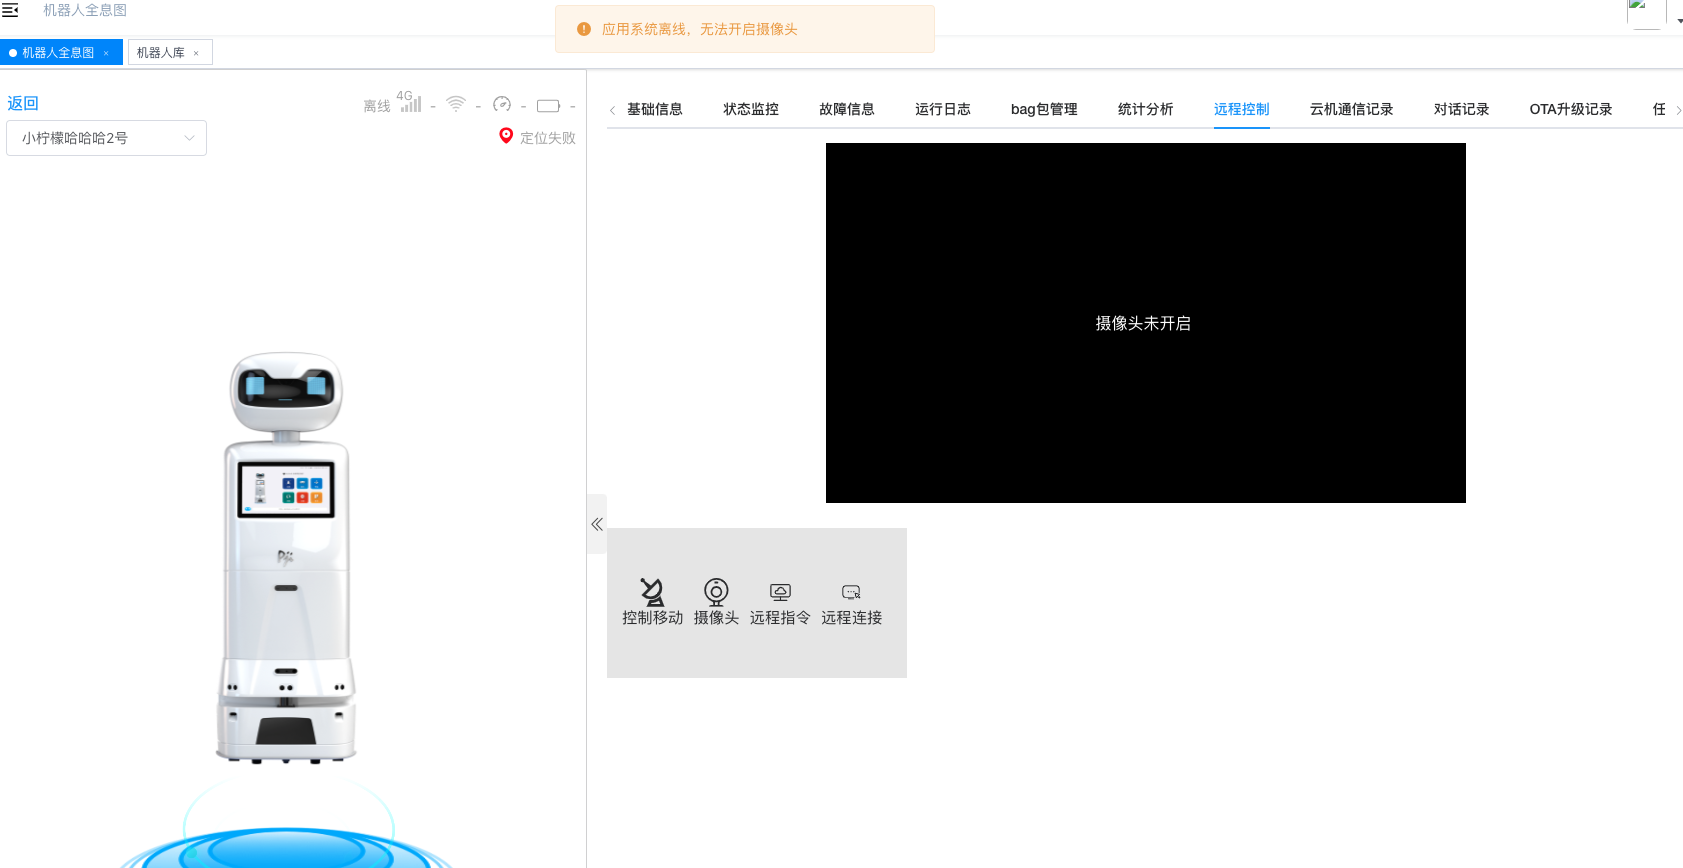 机器人全息图
应用系统离线，无法开启摄像头
机器人全息图 ×
机器人库 ×
返回
离线 4G - - - -
小柠檬哈哈哈2号
定位失败
基础信息 状态监控 故障信息 运行日志 bag包管理 统计分析 远程控制 云机通信记录 对话记录 OTA升级记录 任
摄像头未开启
控制移动 摄像头 远程指令 远程连接